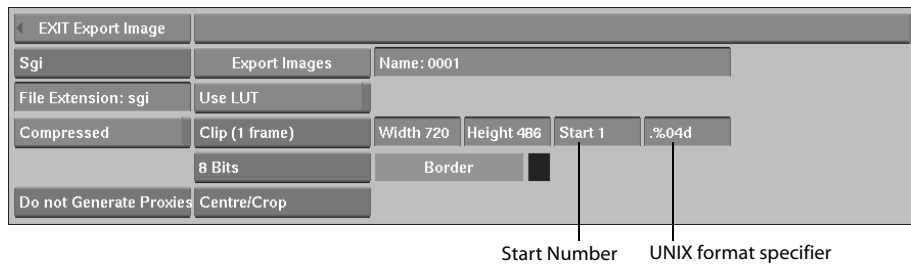 EXIT Export Image
Sgi Export Images Name: 0001
File Extension: sgi Use LUT
Compressed Clip (1 frame) Width 720 Height 486 Start 1 .%04d
8 Bits Border
Do not Generate Proxies Centre/Crop
Start Number UNIX format specifier